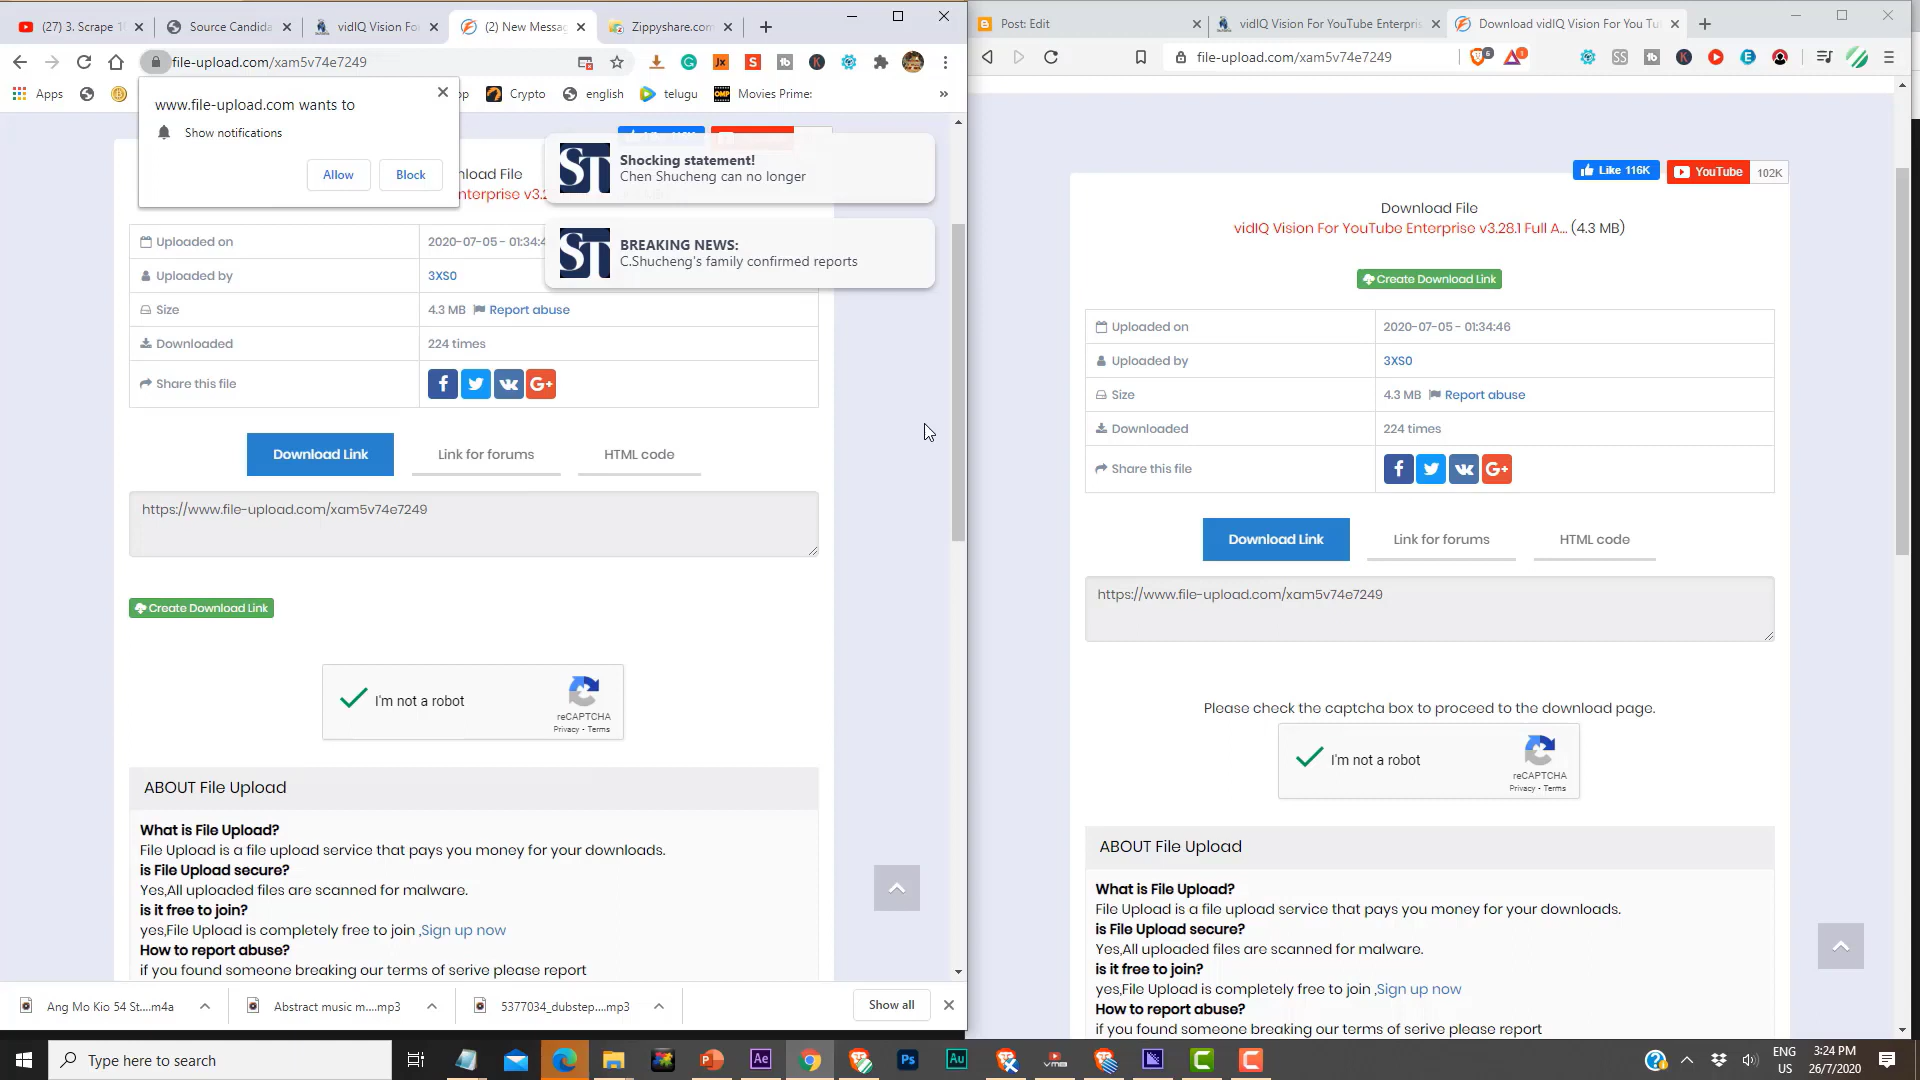 (27) 3. Scrape 1
Source Candida
vidIQ Vision Fo
(2) New Messa
Zippyshare.com
file-upload.com/xam5v74e7249
Apps
Crypto
english
telugu
Movies Prime:
»
www.file-upload.com wants to
Show notifications
Allow
Block
nload File
nterprise v3.2
Shocking statement!
Chen Shucheng can no longer
BREAKING NEWS:
C.Shucheng's family confirmed reports
Uploaded on
2020-07-05 - 01:34:4
Uploaded by
3XS0
Size
4.3 MB Report abuse
Downloaded
224 times
Share this file
Download Link
Link for forums
HTML code
https://www.file-upload.com/xam5v74e7249
Create Download Link
I'm not a robot
reCAPTCHA
Privacy - Terms
ABOUT File Upload
What is File Upload?
File Upload is a file upload service that pays you money for your downloads.
is File Upload secure?
Yes,All uploaded files are scanned for malware.
is it free to join?
yes,File Upload is completely free to join ,Sign up now
How to report abuse?
if you found someone breaking our terms of serive please report
Ang Mo Kio 54 St....m4a
Abstract music m....mp3
5377034_dubstep....mp3
Show all
Post: Edit
vidIQ Vision For YouTube Enterpris
Download vidIQ Vision For You Tu
file-upload.com/xam5v74e7249
Like 116K
YouTube
102K
Download File
vidIQ Vision For YouTube Enterprise v3.28.1 Full A... (4.3 MB)
Create Download Link
Uploaded on
2020-07-05 - 01:34:46
Uploaded by
3XS0
Size
4.3 MB Report abuse
Downloaded
224 times
Share this file
Download Link
Link for forums
HTML code
https://www.file-upload.com/xam5v74e7249
Please check the captcha box to proceed to the download page.
I'm not a robot
reCAPTCHA
Privacy - Terms
ABOUT File Upload
What is File Upload?
File Upload is a file upload service that pays you money for your downloads.
is File Upload secure?
Yes,All uploaded files are scanned for malware.
is it free to join?
yes,File Upload is completely free to join ,Sign up now
How to report abuse?
if you found someone breaking our terms of serive please report
Type here to search
ENG
US
3:24 PM
26/7/2020